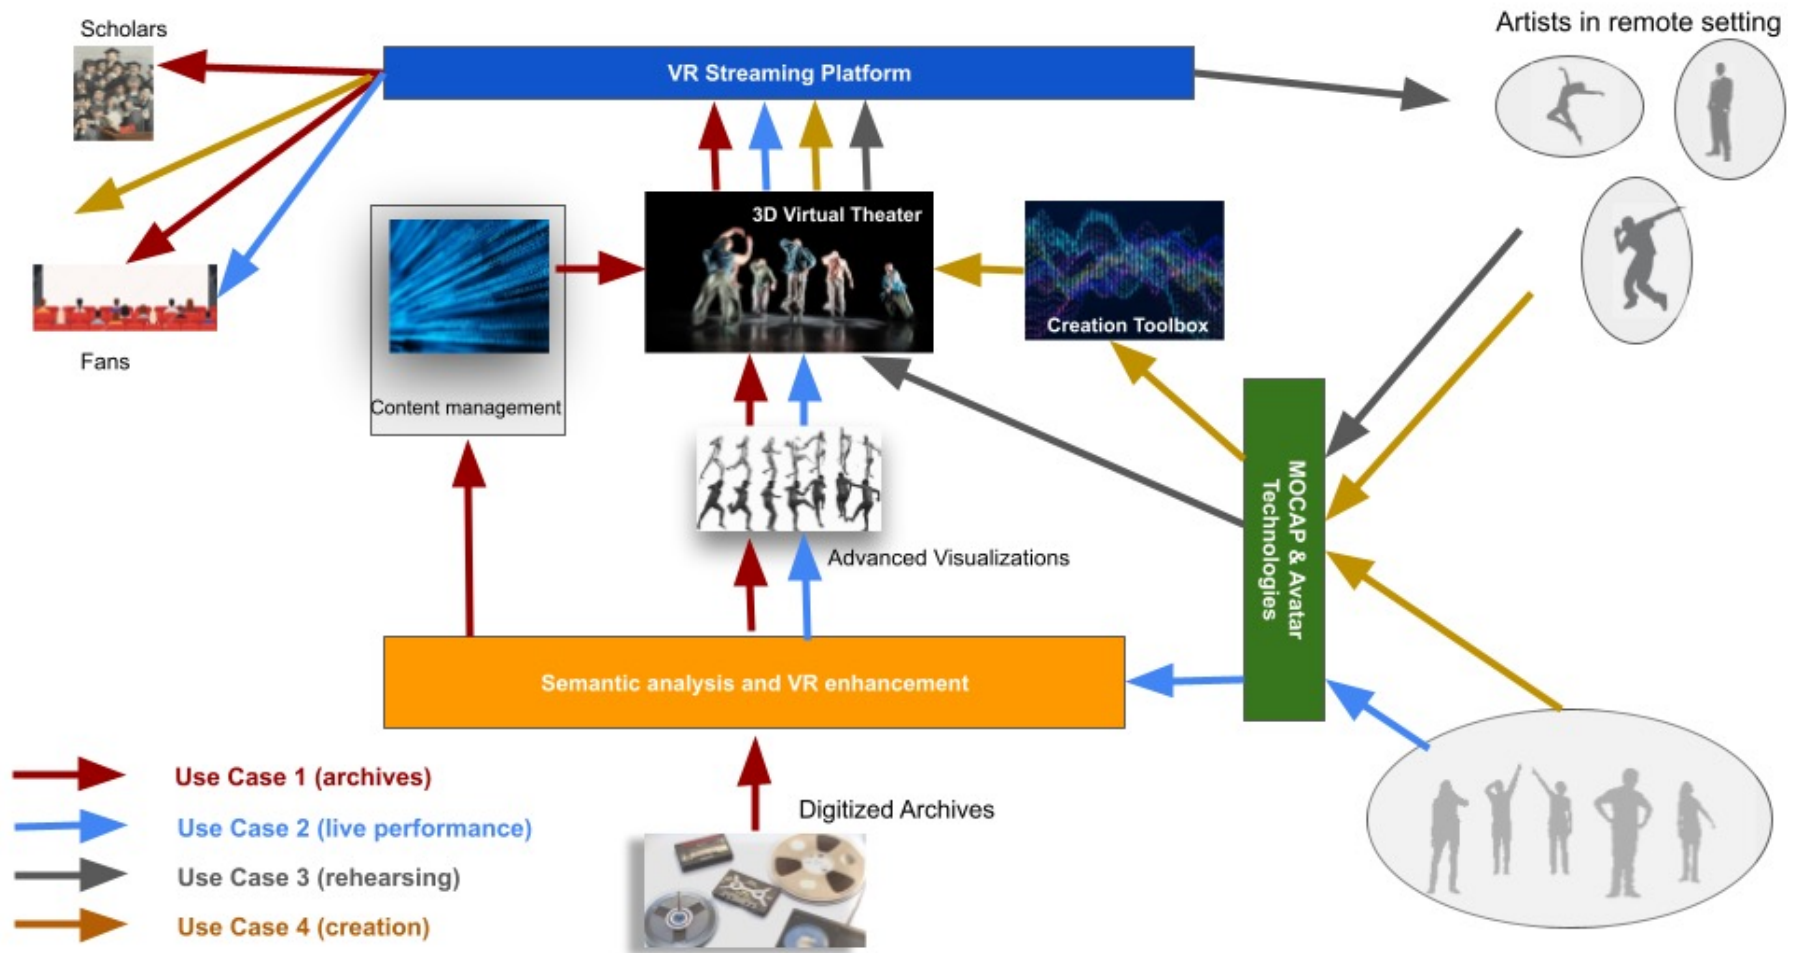 Scholars
Artists in remote setting
VR Streaming Platform
3D Virtual Theater
Creation Toolbox
Fans
Content management
MOCAP & Avatar
Technologies
Advanced Visualizations
Semantic analysis and VR enhancement
Digitized Archives
Use Case 1 (archives)
Use Case 2 (live performance)
Use Case 3 (rehearsing)
Use Case 4 (creation)